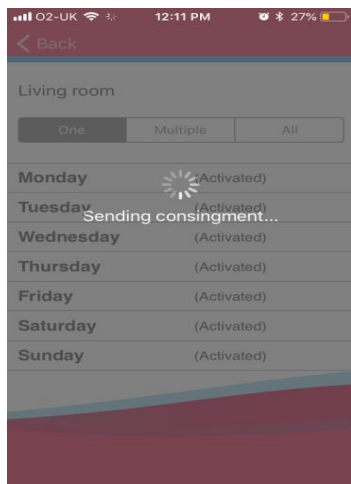 O2-UK 12:11 PM 27%
Back
Living room
One Multiple All
Monday (Activated)
Tuesday (Activated)
Sending consingment...
Wednesday (Activated)
Thursday (Activated)
Friday (Activated)
Saturday (Activated)
Sunday (Activated)